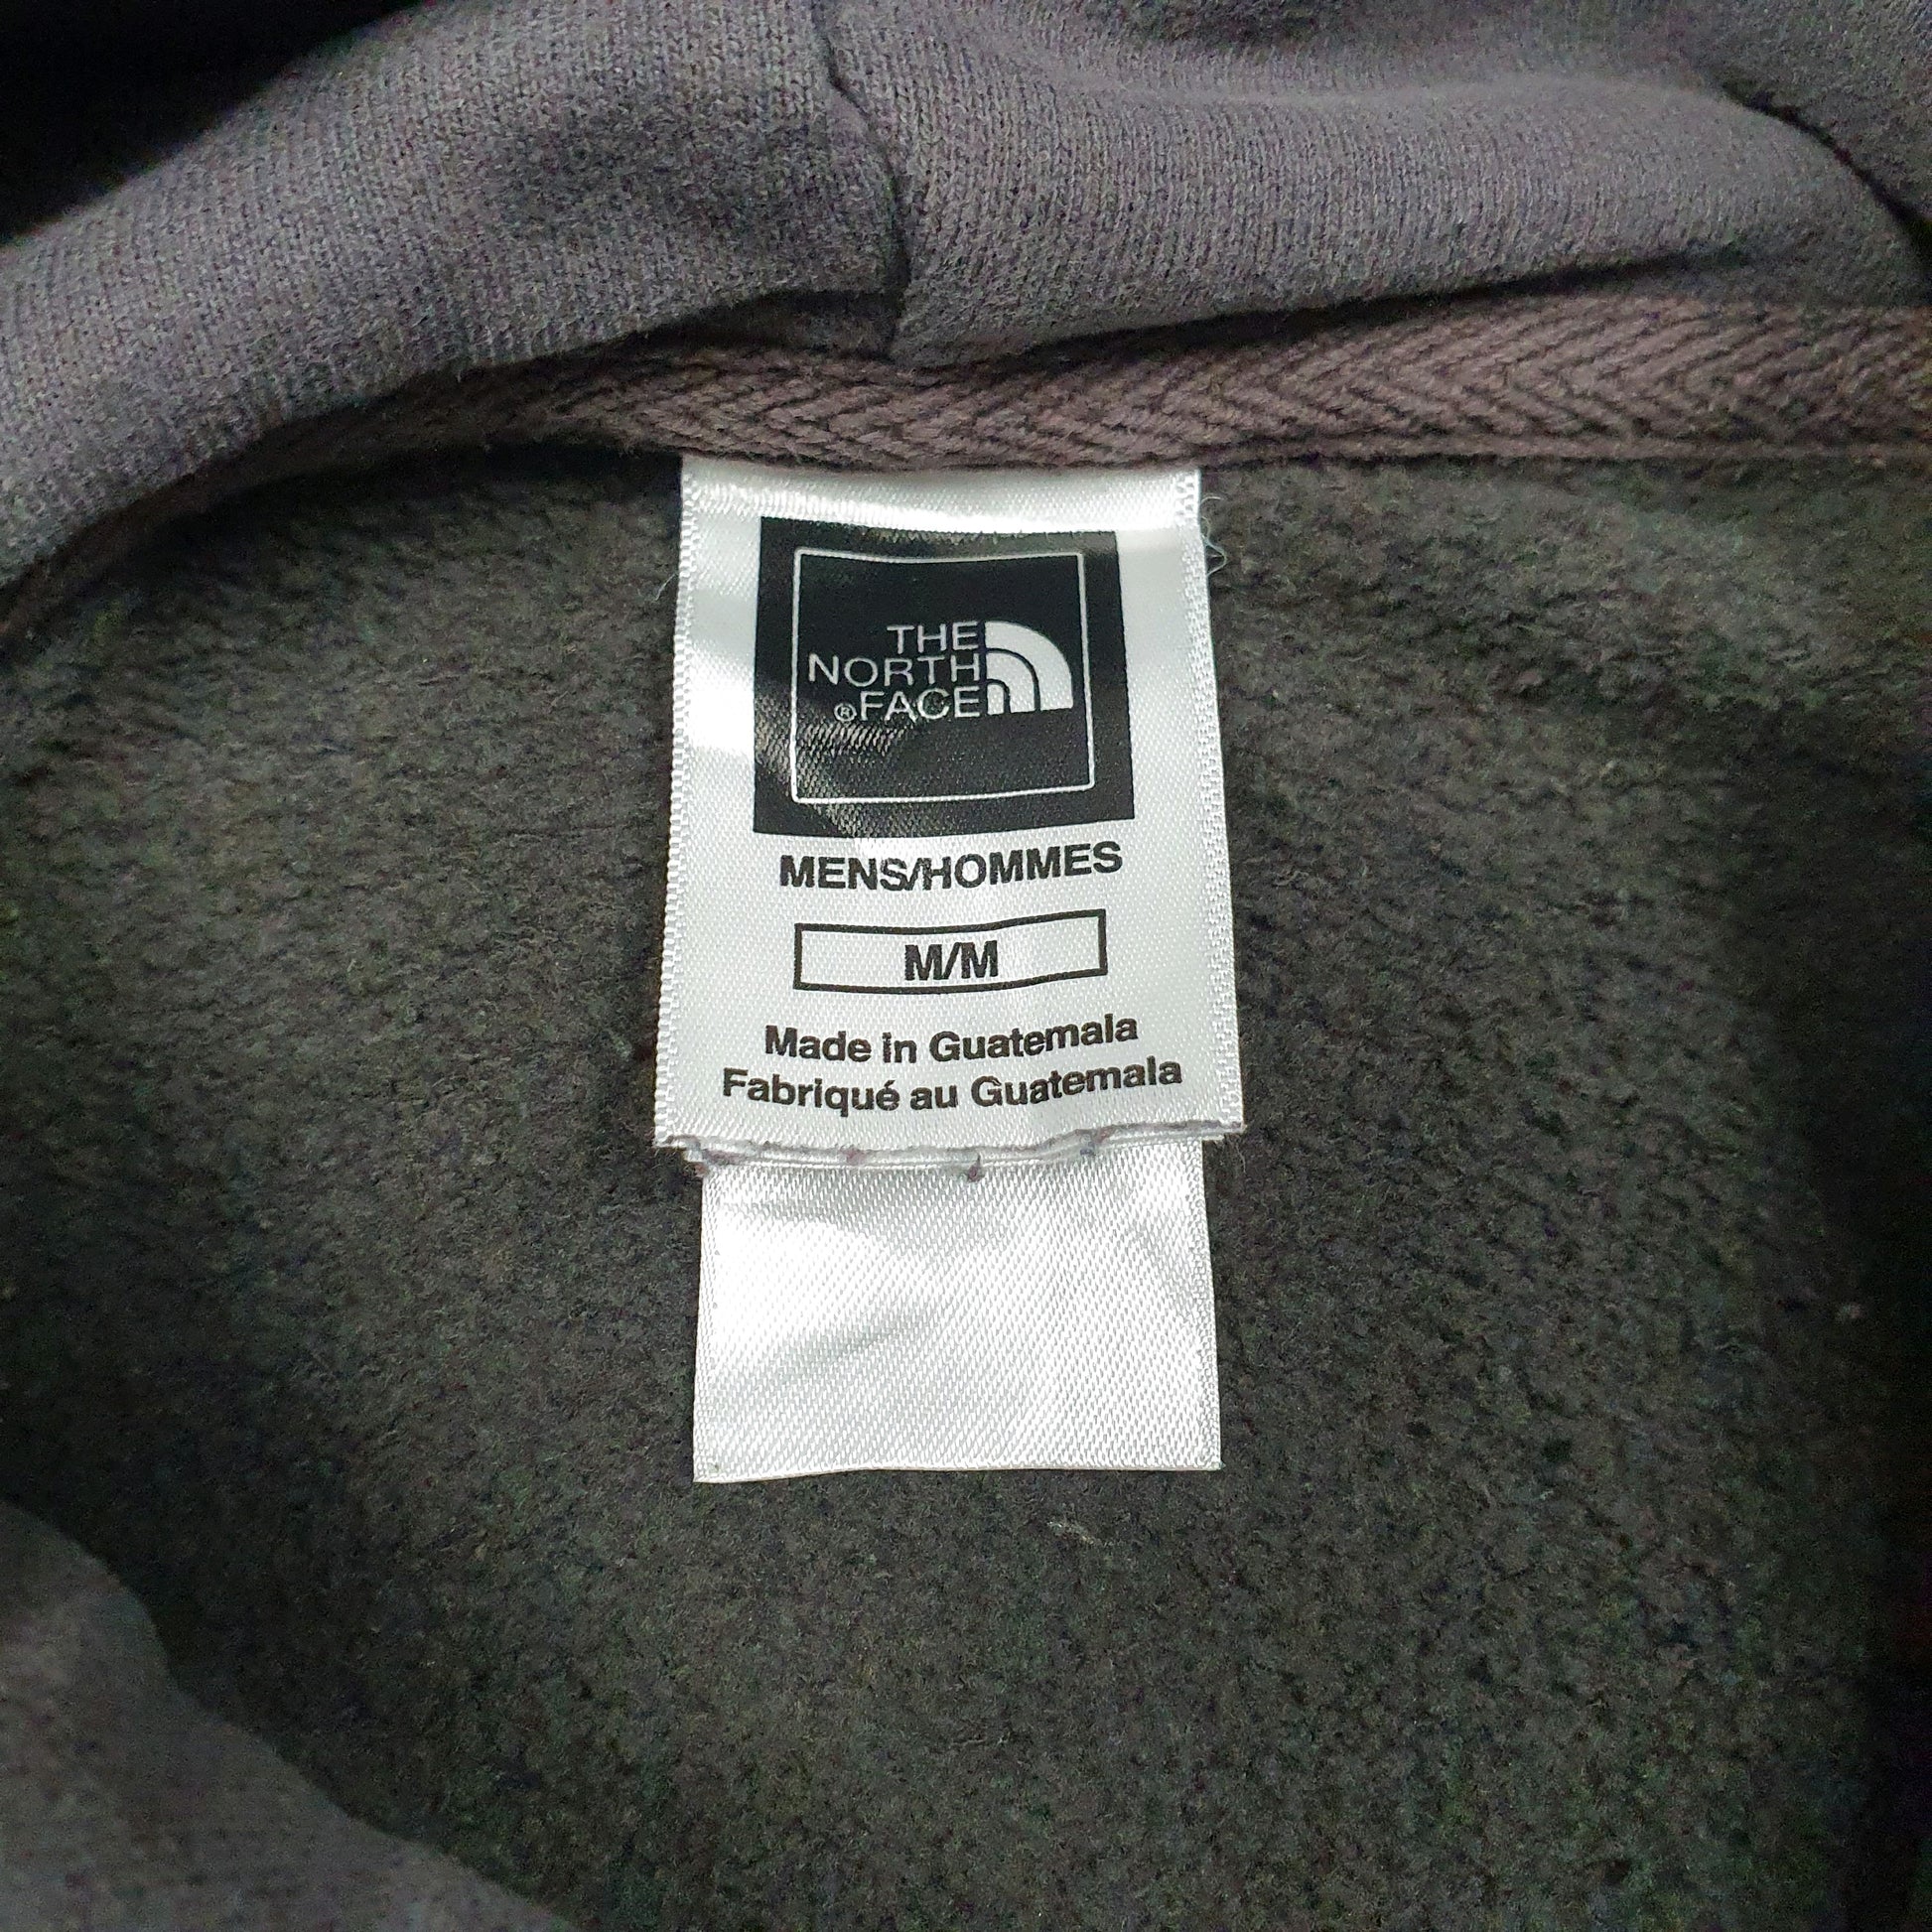 THE
NORTH
®FACE
MENS/HOMMES
M/M
Made in Guatemala
Fabriqué au Guatemala